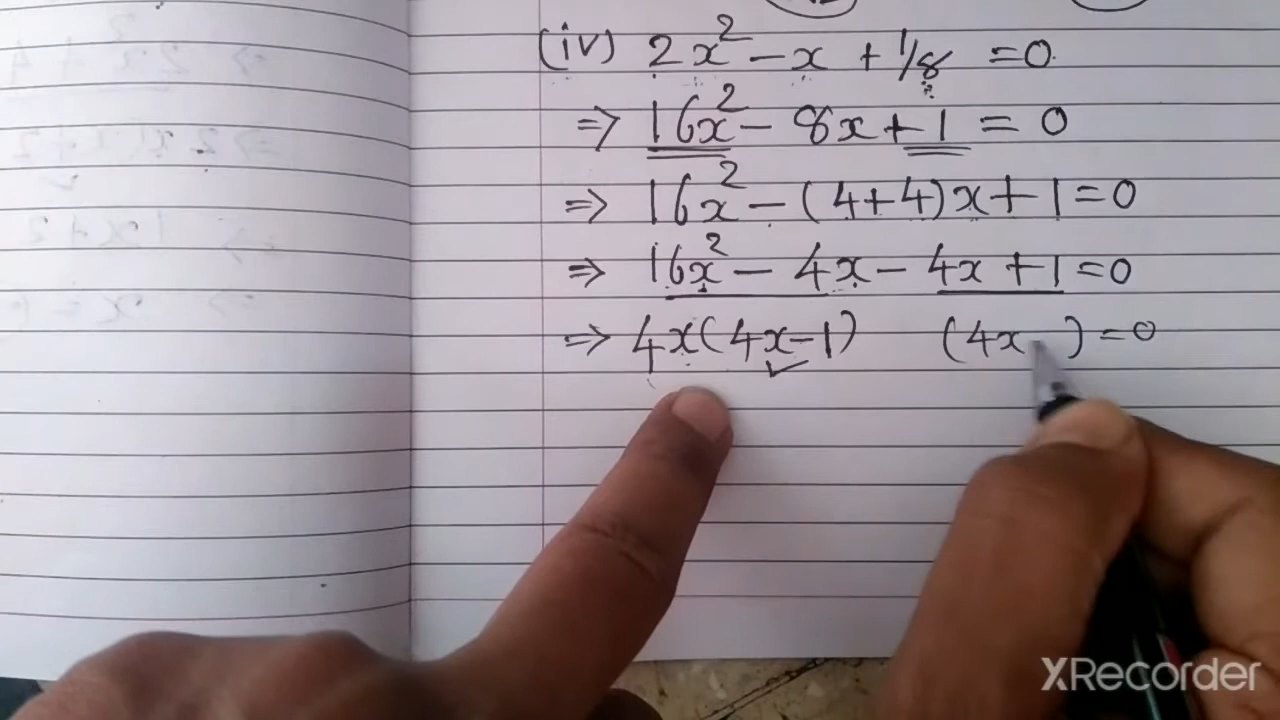 (iv) 2x² - x + 1/8 = 0
⇒ 16x² - 8x + 1 = 0
⇒ 16x² - (4+4)x + 1 = 0
⇒ 16x² - 4x - 4x + 1 = 0
⇒ 4x(4x-1) (4x ) = 0
XRecorder